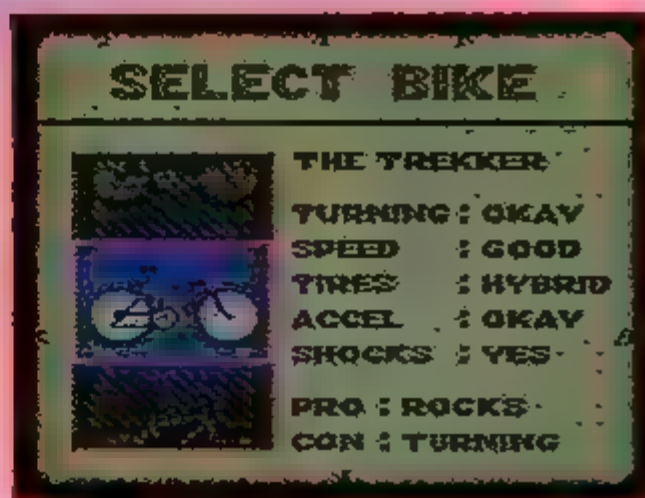 SELECT BIKE
THE TREKKER
TURNING : OKAY
SPEED : GOOD
TIRES : HYBRID
ACCEL : OKAY
SHOCKS : YES
PRO : ROCKS
CON : TURNING